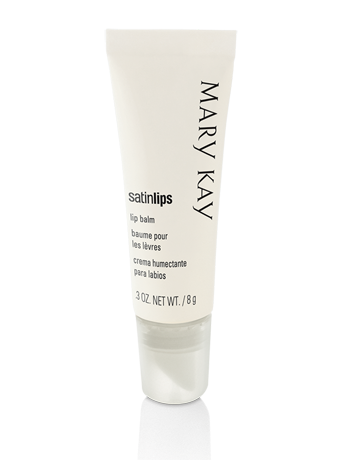 MARY KAY
satinlips
lip balm
baume pour
les lèvres
crema humectante
para labios
.3 OZ. NET WT. / 8 g